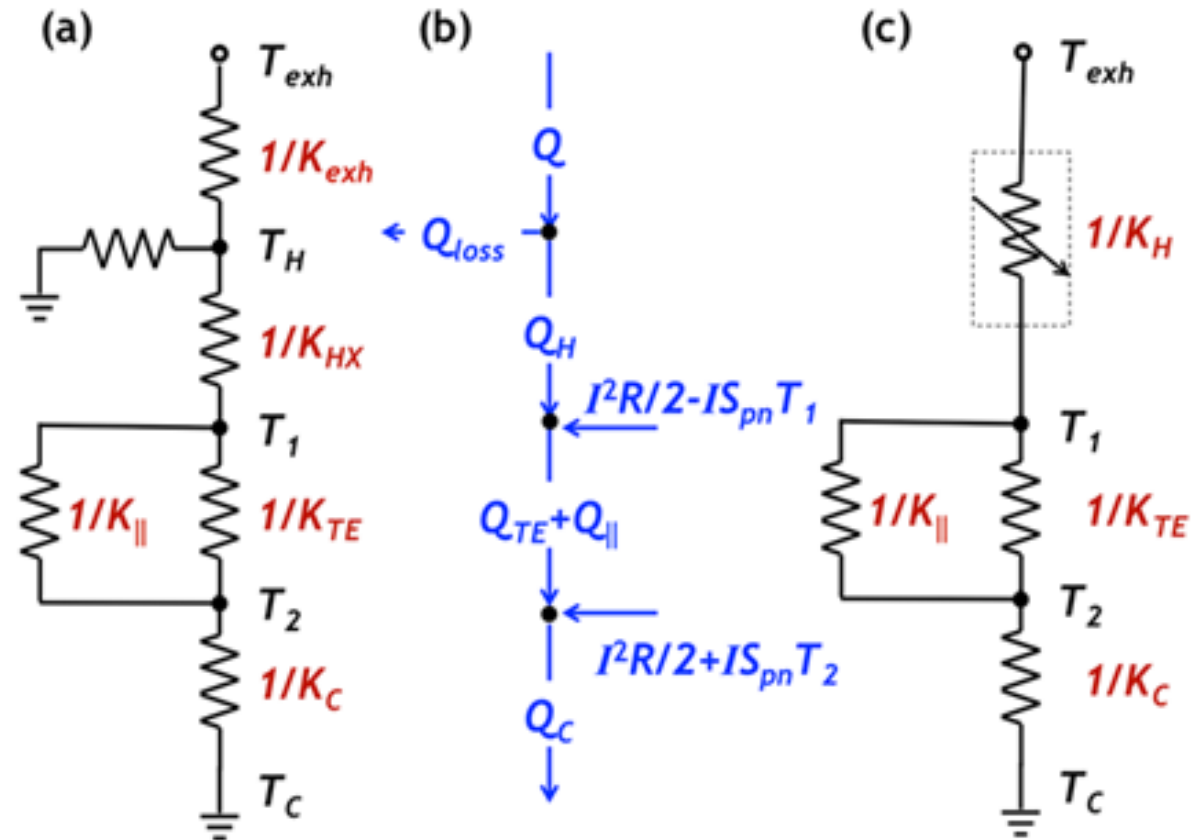 (a)
T_exh
1/K_exh
T_H
1/K_HX
T_1
1/K_||
1/K_TE
T_2
1/K_C
T_C
(b)
Q
Q_loss
Q_H
I²R/2-IS_pnT_1
Q_TE+Q_||
I²R/2+IS_pnT_2
Q_C
(c)
T_exh
1/K_H
T_1
1/K_||
1/K_TE
T_2
1/K_C
T_C